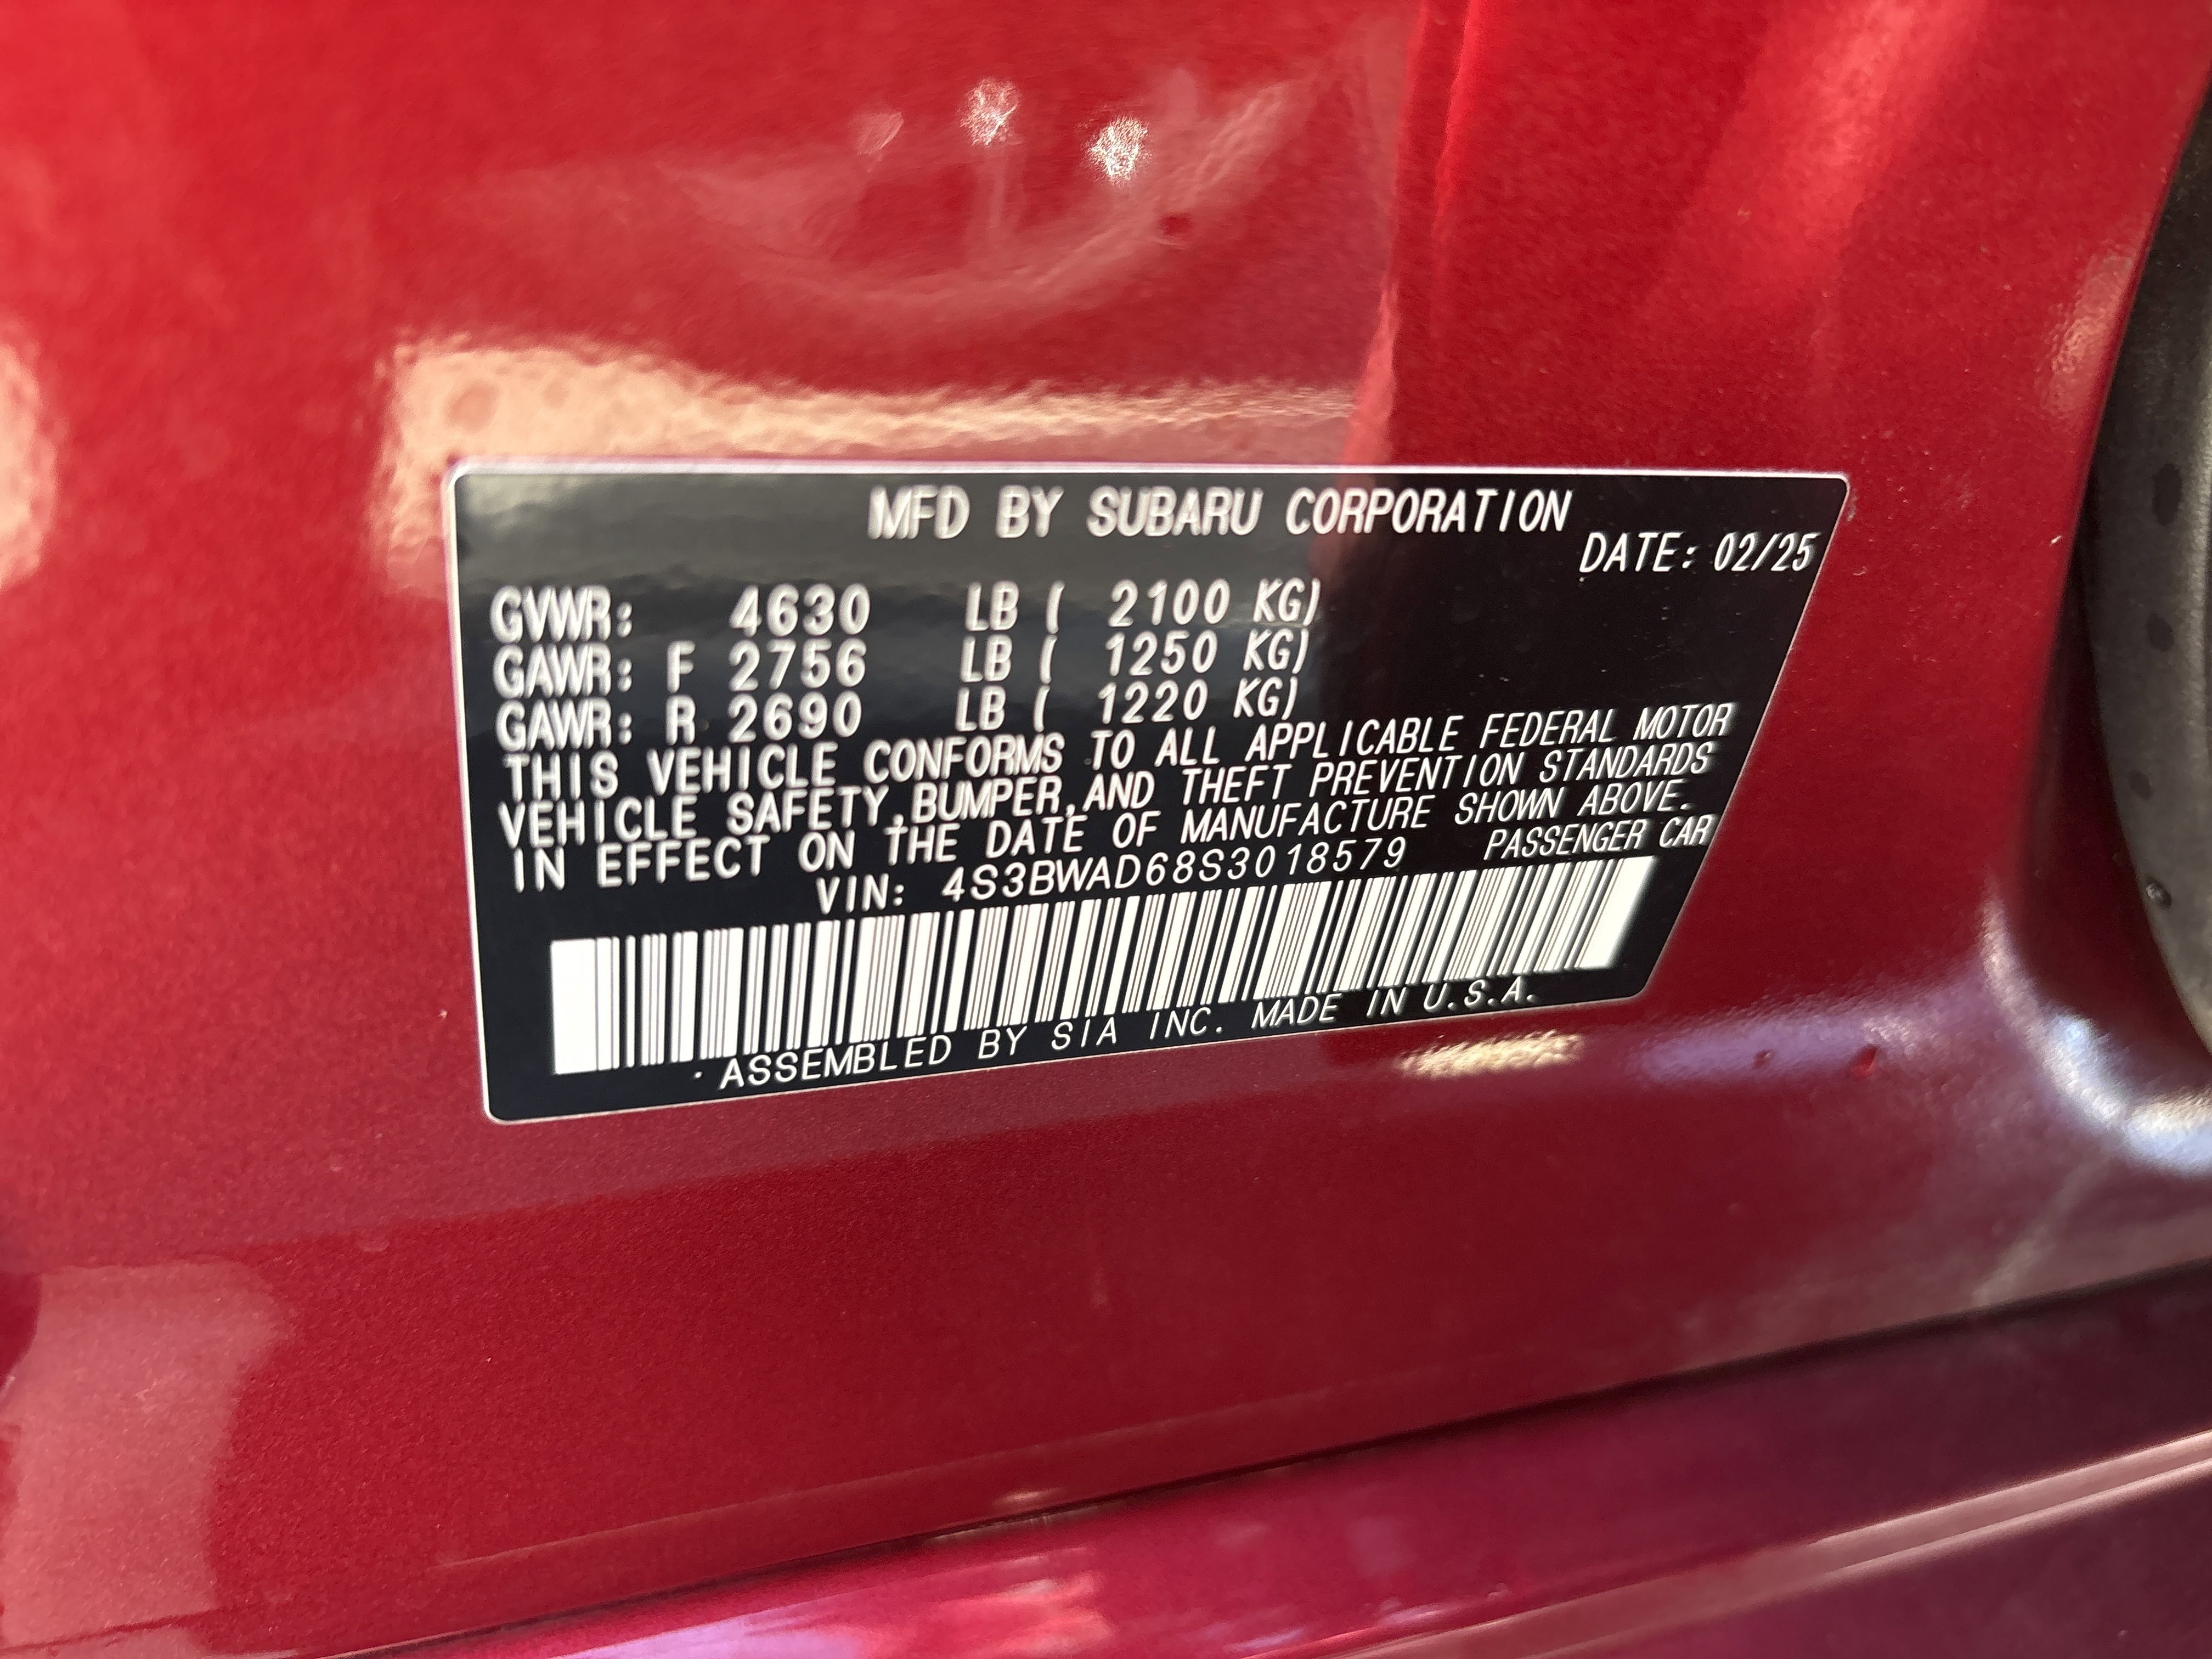 MFD BY SUBARU CORPORATION
DATE: 02/25
GVWR: 4630 LB ( 2100 KG)
GAWR: F 2756 LB ( 1250 KG)
GAWR: R 2690 LB ( 1220 KG)
THIS VEHICLE CONFORMS TO ALL APPLICABLE FEDERAL MOTOR
VEHICLE SAFETY,BUMPER,AND THEFT PREVENTION STANDARDS
IN EFFECT ON THE DATE OF MANUFACTURE SHOWN ABOVE.
VIN: 4S3BWAD68S3018579 PASSENGER CAR
ASSEMBLED BY SIA INC. MADE IN U.S.A.